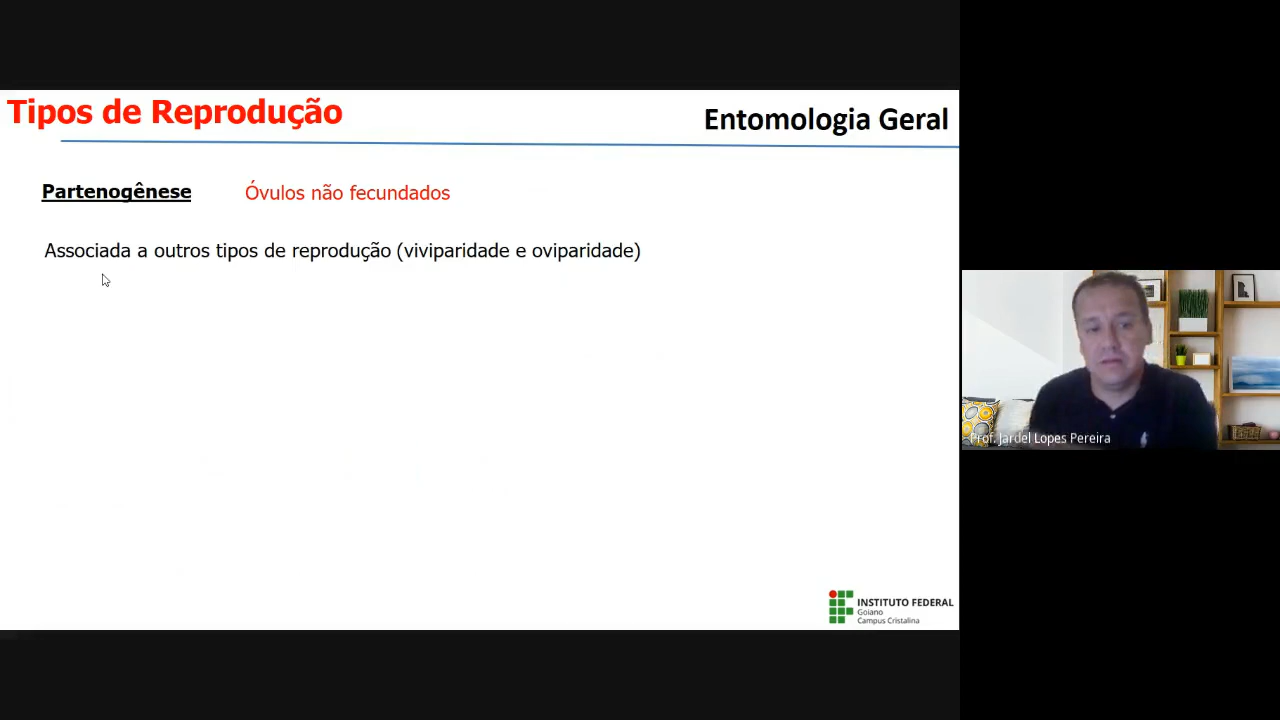 Tipos de Reprodução
Entomologia Geral
Partenogênese
Óvulos não fecundados
Associada a outros tipos de reprodução (viviparidade e oviparidade)
Prof. Jardel Lopes Pereira
INSTITUTO FEDERAL
Goiano
Campus Cristalina